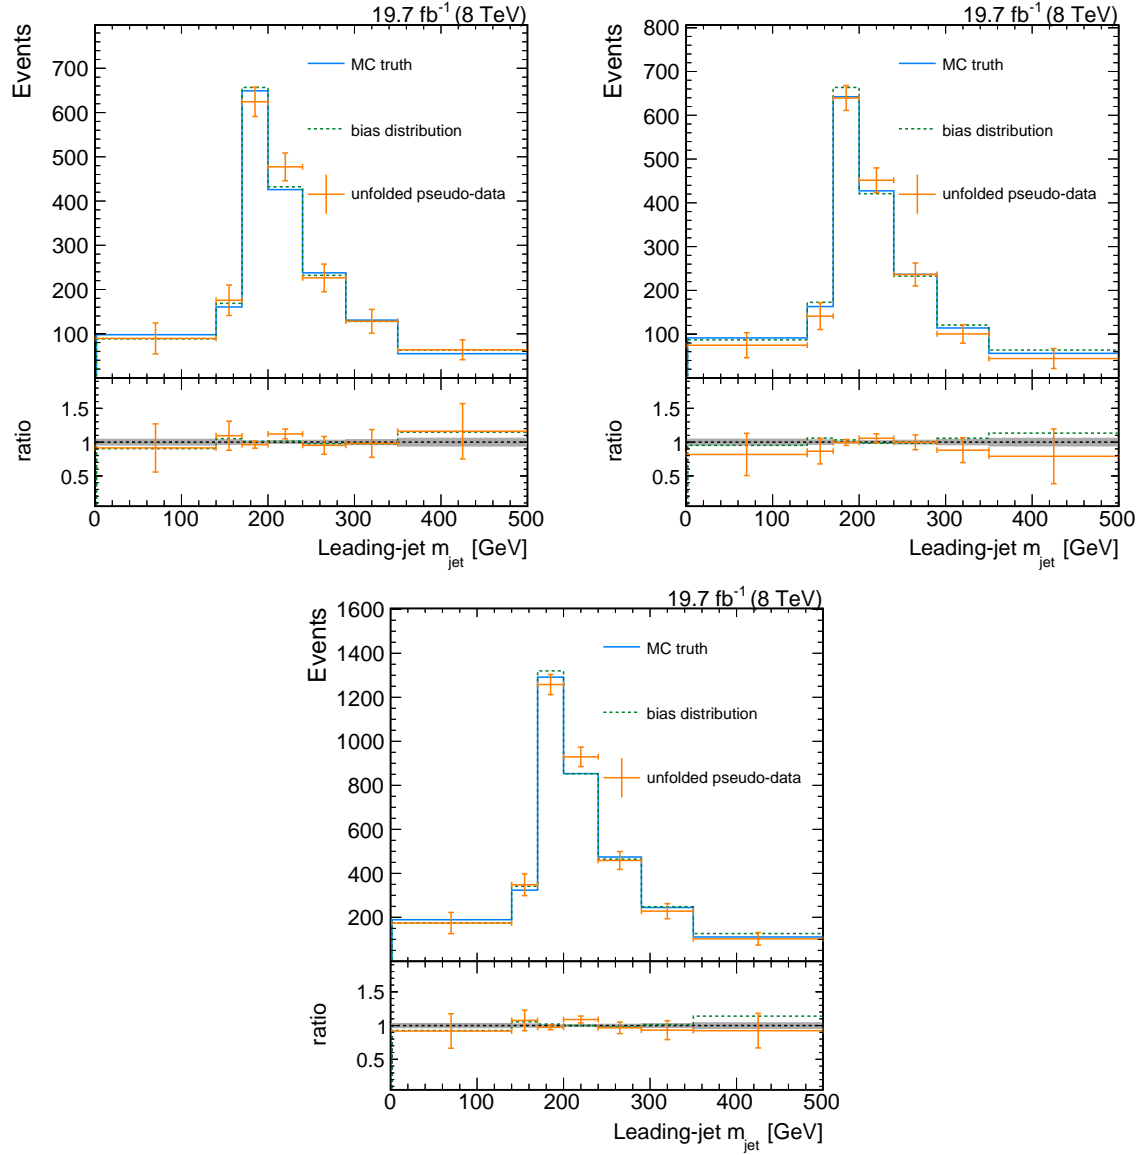 19.7 fb⁻¹ (8 TeV)
Events
700
600
500
400
300
200
100
MC truth
bias distribution
unfolded pseudo-data
ratio
1.5
1
0.5
0 100 200 300 400 500
Leading-jet m_jet [GeV]
19.7 fb⁻¹ (8 TeV)
Events
800
700
600
500
400
300
200
100
MC truth
bias distribution
unfolded pseudo-data
ratio
1.5
1
0.5
0 100 200 300 400 500
Leading-jet m_jet [GeV]
19.7 fb⁻¹ (8 TeV)
Events
1600
1400
1200
1000
800
600
400
200
MC truth
bias distribution
unfolded pseudo-data
ratio
1.5
1
0.5
0 100 200 300 400 500
Leading-jet m_jet [GeV]